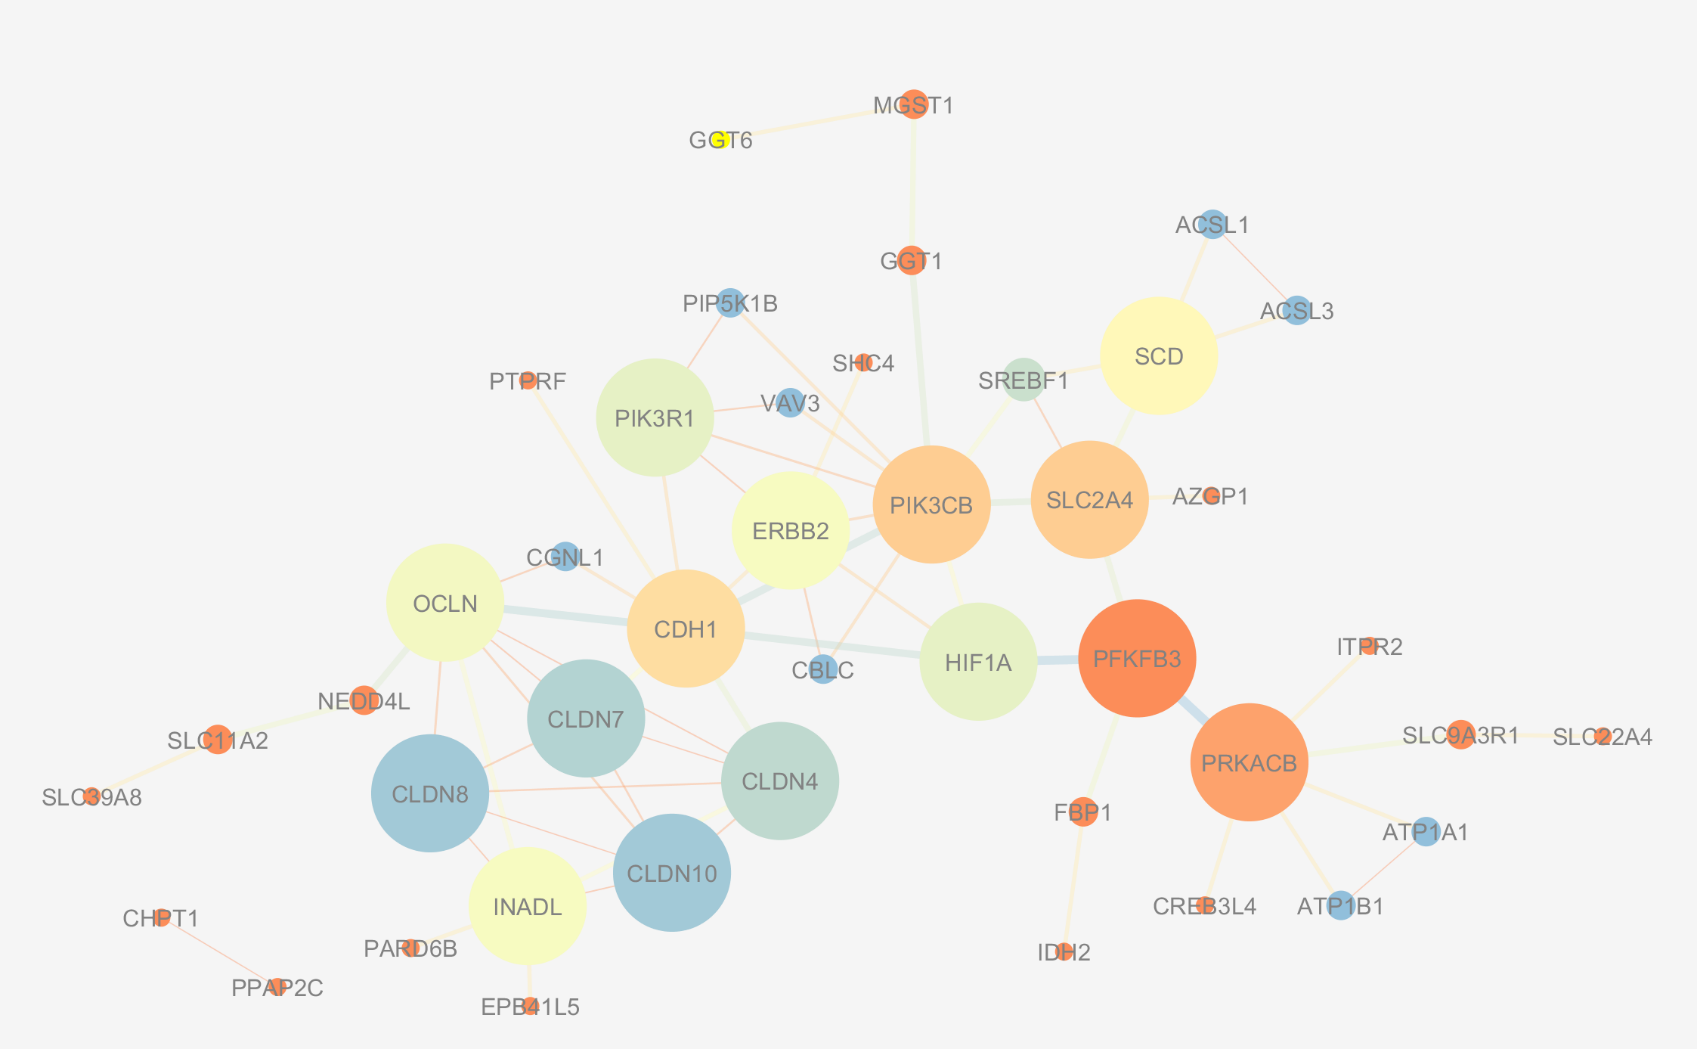 MGST1
GGT6
ACSL1
GGT1
PIP5K1B
ACSL3
SCD
SHC4
PTPRF
SREBF1
VAV3
PIK3R1
AZGP1
SLC2A4
PIK3CB
ERBB2
CGNL1
OCLN
CDH1
ITPR2
PFKFB3
HIF1A
CBLC
NEDD4L
CLDN7
SLC9A3R1
SLC22A4
SLC11A2
PRKACB
CLDN4
CLDN8
SLC39A8
FBP1
ATP1A1
CLDN10
INADL
CREB3L4
ATP1B1
CHPT1
PARD6B
IDH2
PPAP2C
EPB41L5